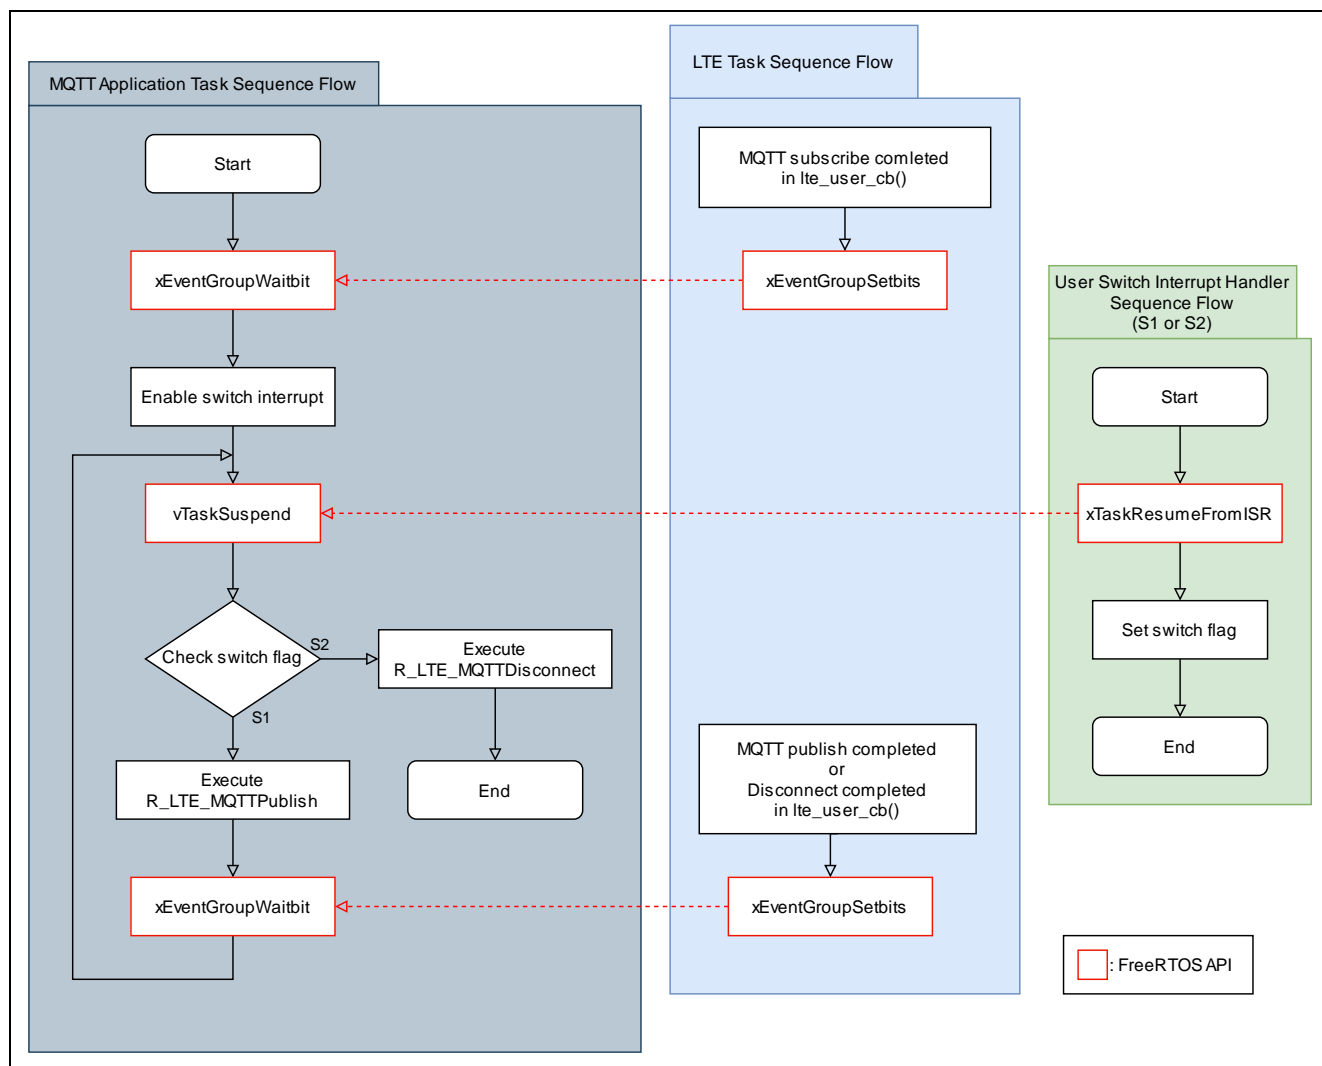 MQTT Application Task Sequence Flow
Start
xEventGroupWaitbit
Enable switch interrupt
vTaskSuspend
Check switch flag
S2
S1
Execute
R_LTE_MQTTDisconnect
End
Execute
R_LTE_MQTTPublish
xEventGroupWaitbit
LTE Task Sequence Flow
MQTT subscribe comleted
in lte_user_cb()
xEventGroupSetbits
MQTT publish completed
or
Disconnect completed
in lte_user_cb()
xEventGroupSetbits
User Switch Interrupt Handler
Sequence Flow
(S1 or S2)
Start
xTaskResumeFromISR
Set switch flag
End
: FreeRTOS API